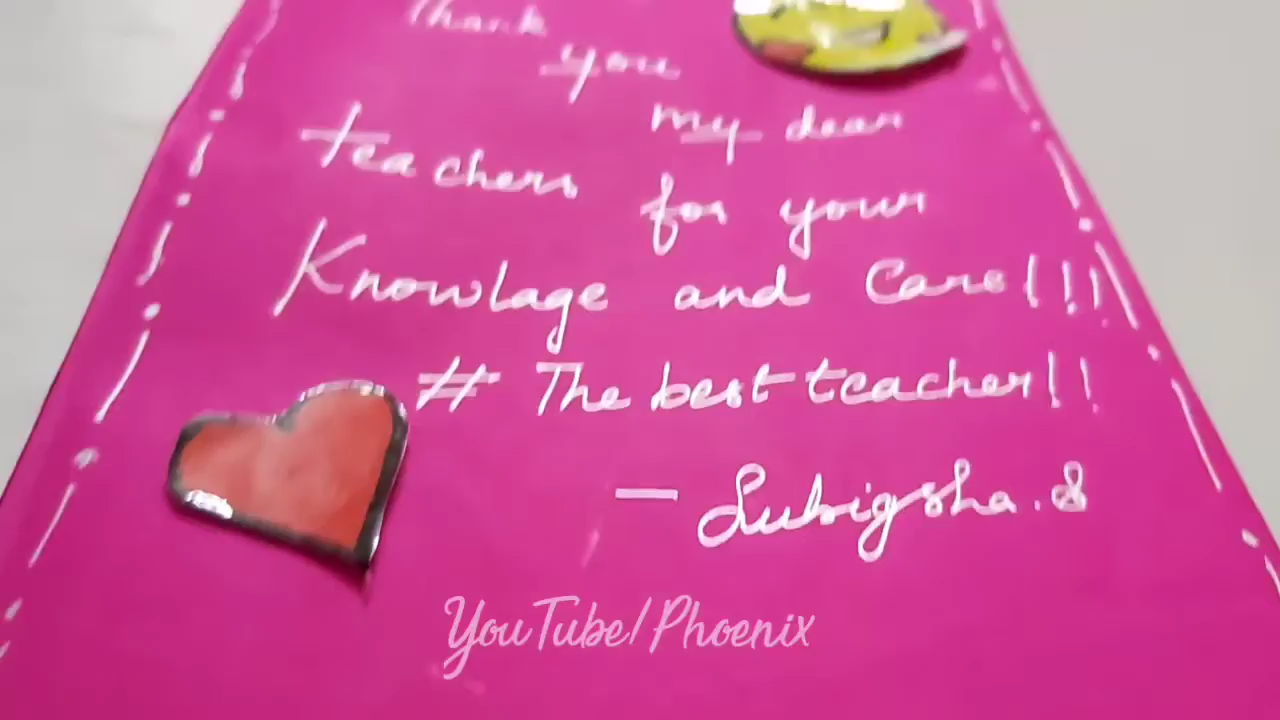 Thank
you
my dear
teachers for your
Knowlage and Care!!!
# The best teacher!!
— Subigsha.S
YouTube/Phoenix